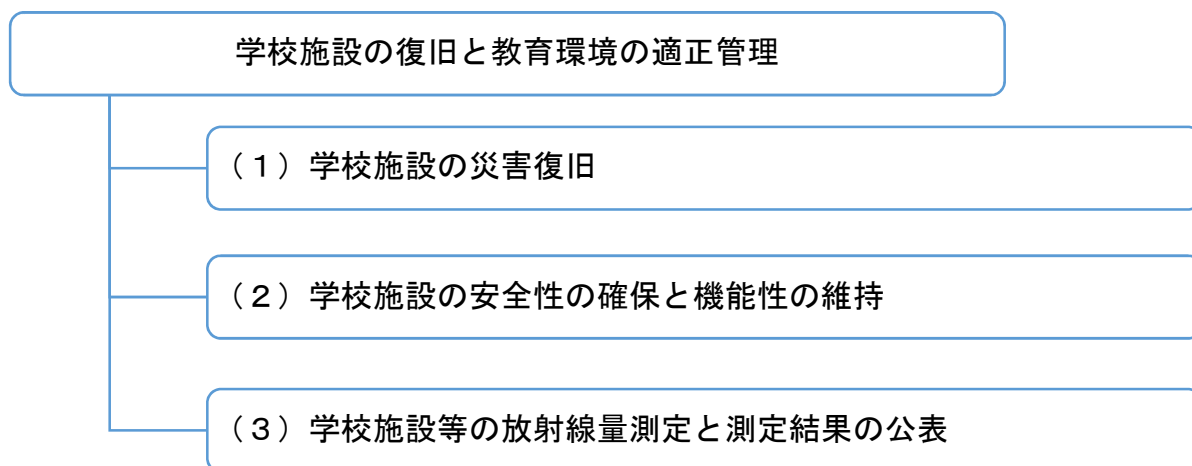 学校施設の復旧と教育環境の適正管理
（１）学校施設の災害復旧
（２）学校施設の安全性の確保と機能性の維持
（３）学校施設等の放射線量測定と測定結果の公表